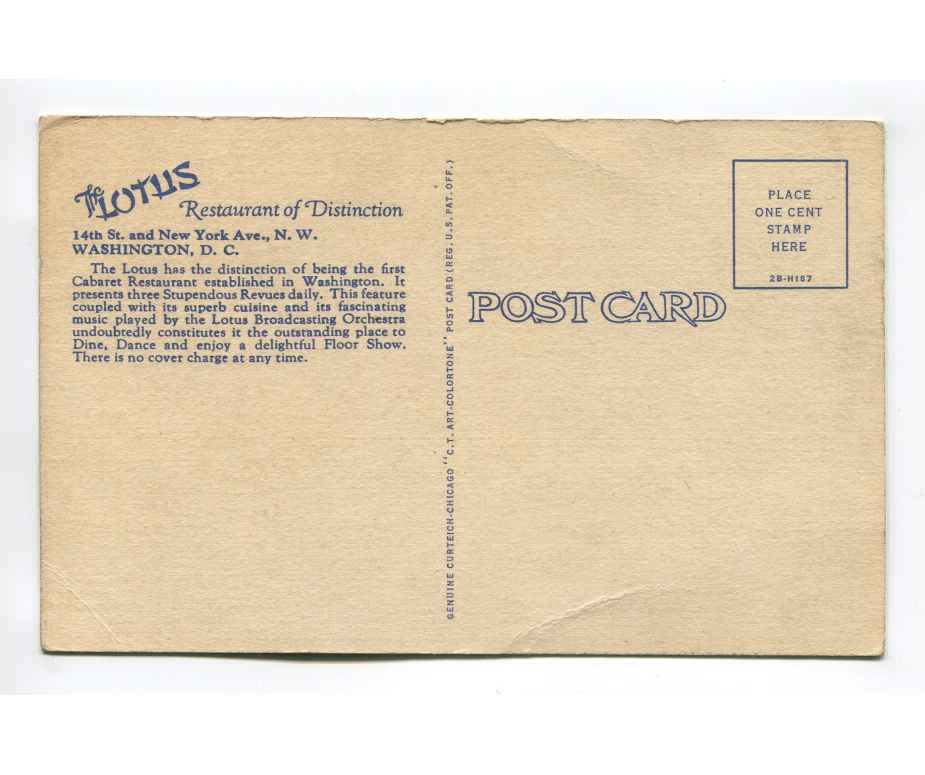 The LOTUS
Restaurant of Distinction
14th St. and New York Ave., N. W.
WASHINGTON, D. C.
The Lotus has the distinction of being the first
Cabaret Restaurant established in Washington. It
presents three Stupendous Revues daily. This feature
coupled with its superb cuisine and its fascinating
music played by the Lotus Broadcasting Orchestra
undoubtedly constitutes it the outstanding place to
Dine, Dance and enjoy a delightful Floor Show.
There is no cover charge at any time.
GENUINE CURTEICH-CHICAGO "C.T. ART-COLORTONE" POST CARD (REG. U.S. PAT. OFF.)
POST CARD
PLACE
ONE CENT
STAMP
HERE
2B-H187